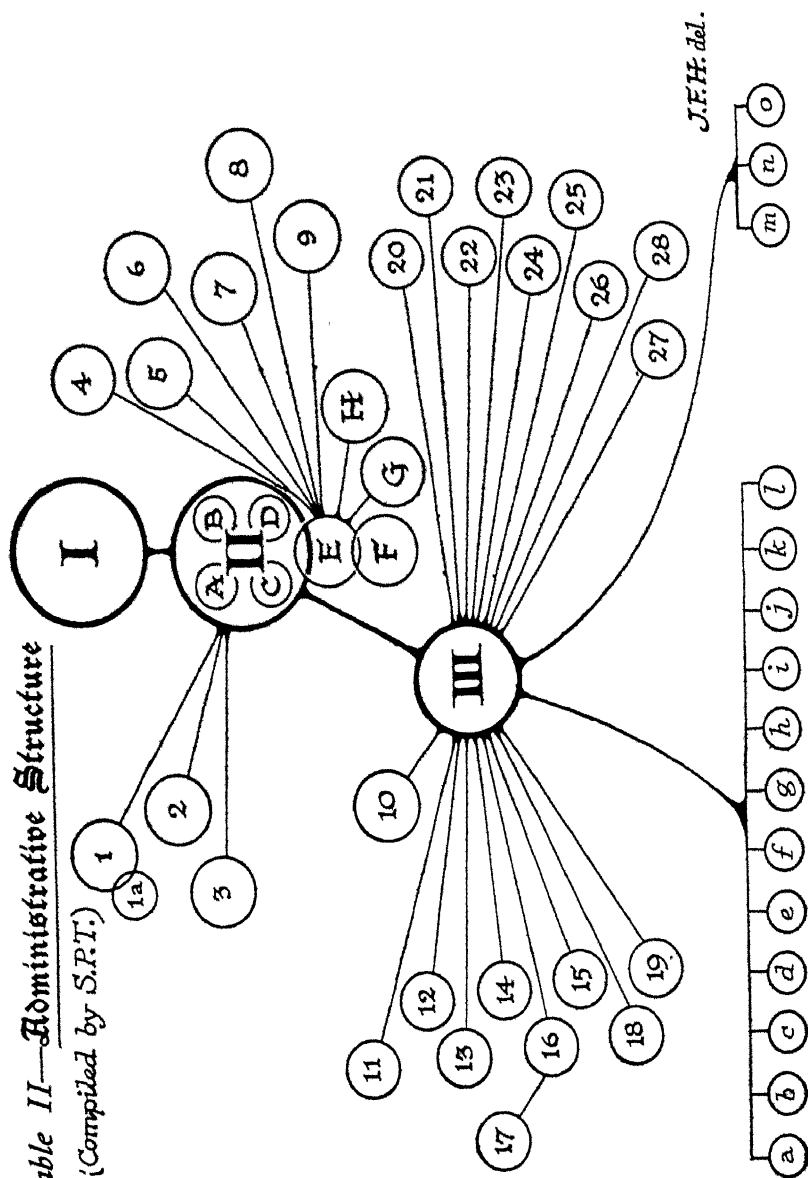 able II—Administrative Structure
(Compiled by S.P.T.)
I
II
A
B
C
D
E
F
G
H
III
1
1a
2
3
4
5
6
7
8
9
10
11
12
13
14
15
16
17
18
19
20
21
22
23
24
25
26
27
28
a b c d e f g h i j k l
m n o
J.F.H. del.